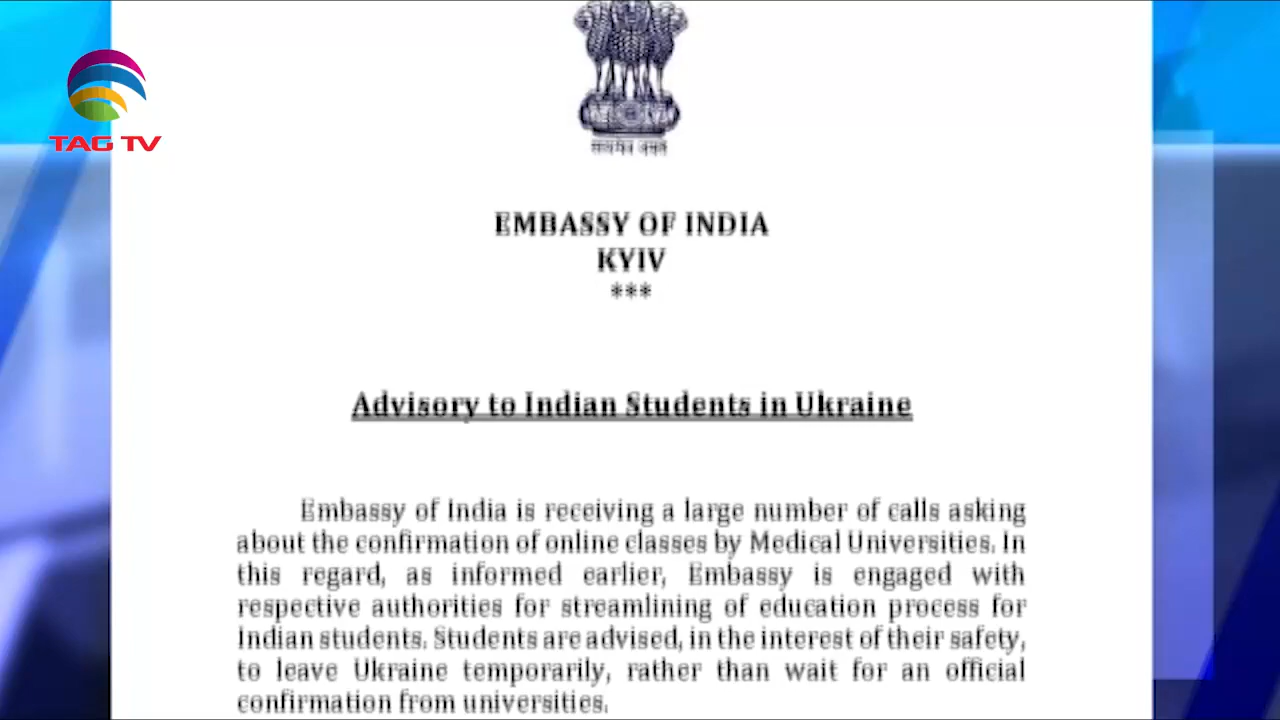 TAG TV
सत्यमेव जयते
EMBASSY OF INDIA
KYIV
***
Advisory to Indian Students in Ukraine
Embassy of India is receiving a large number of calls asking
about the confirmation of online classes by Medical Universities. In
this regard, as informed earlier, Embassy is engaged with
respective authorities for streamlining of education process for
Indian students. Students are advised, in the interest of their safety,
to leave Ukraine temporarily, rather than wait for an official
confirmation from universities.